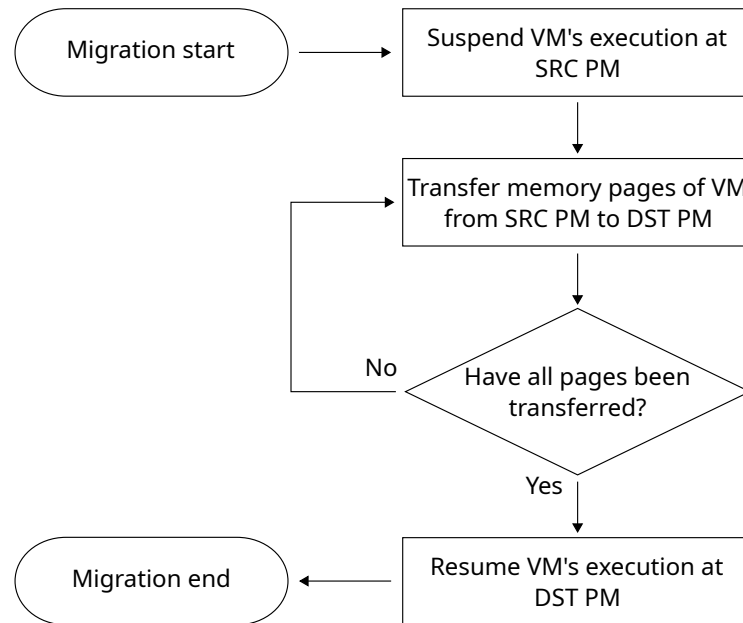 Migration start
Suspend VM's execution at
SRC PM
Transfer memory pages of VM
from SRC PM to DST PM
No
Have all pages been
transferred?
Yes
Migration end
Resume VM's execution at
DST PM